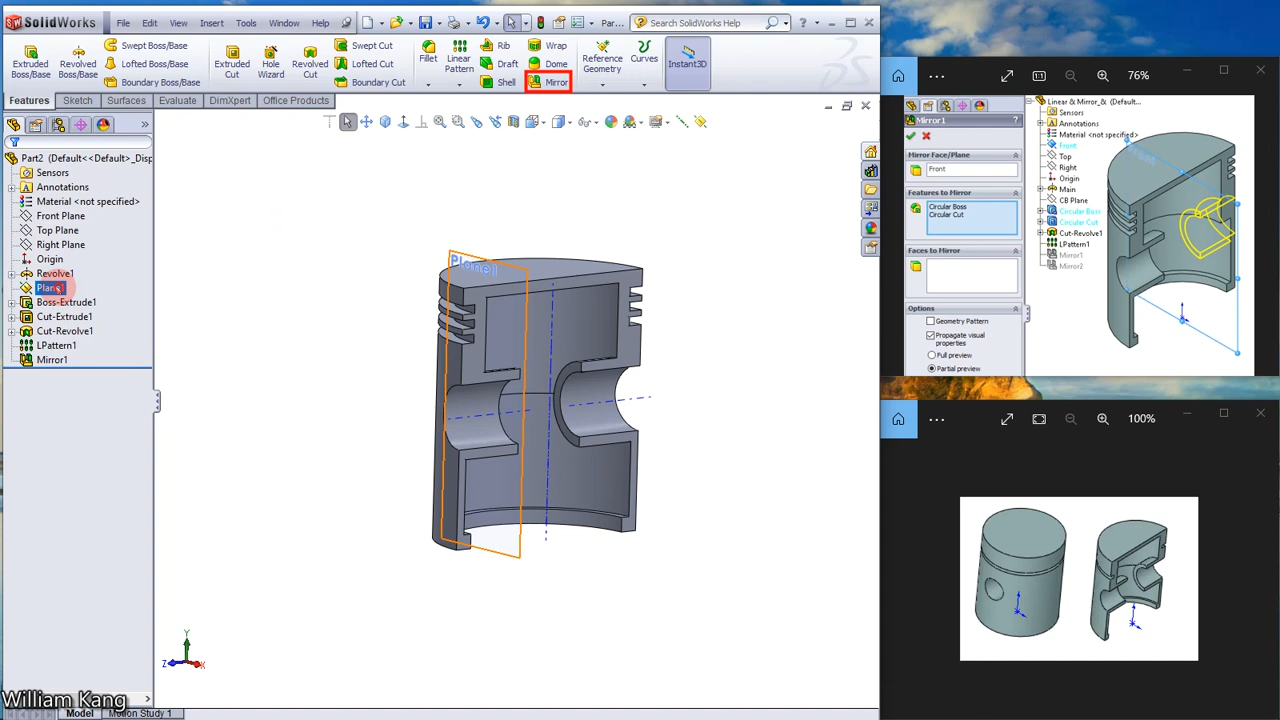 SolidWorks File Edit View Insert Tools Window Help Par... Search SolidWorks Help
Extruded Boss/Base
Revolved Boss/Base
Swept Boss/Base
Lofted Boss/Base
Boundary Boss/Base
Extruded Cut
Hole Wizard
Revolved Cut
Swept Cut
Lofted Cut
Boundary Cut
Fillet
Linear Pattern
Rib
Draft
Shell
Wrap
Dome
Mirror
Reference Geometry
Curves
Instant3D
Features Sketch Surfaces Evaluate DimXpert Office Products
Part2 (Default<<Default>_Disp
Sensors
Annotations
Material <not specified>
Front Plane
Top Plane
Right Plane
Origin
Revolve1
Plane1
Boss-Extrude1
Cut-Extrude1
Cut-Revolve1
LPattern1
Mirror1
Plane1
Y
Z
X
William Kang
Model Motion Study 1
76%
Mirror1 ?
Mirror Face/Plane
Front
Features to Mirror
Circular Boss
Circular Cut
Faces to Mirror
Options
Geometry Pattern
Propagate visual properties
Full preview
Partial preview
Linear & Mirror_& (Default...
Sensors
Annotations
Material <not specified>
Front
Top
Right
Origin
Main
CB Plane
Circular Boss
Circular Cut
Cut-Revolve1
LPattern1
Mirror1
Mirror2
100%